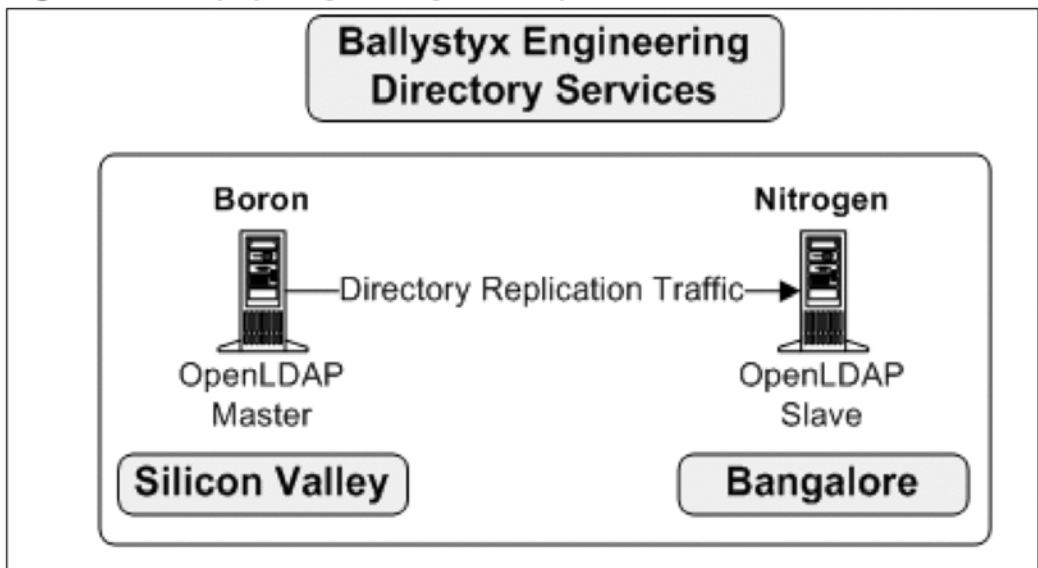 Ballystyx Engineering
Directory Services
Boron
Nitrogen
Directory Replication Traffic
OpenLDAP
Master
OpenLDAP
Slave
Silicon Valley
Bangalore